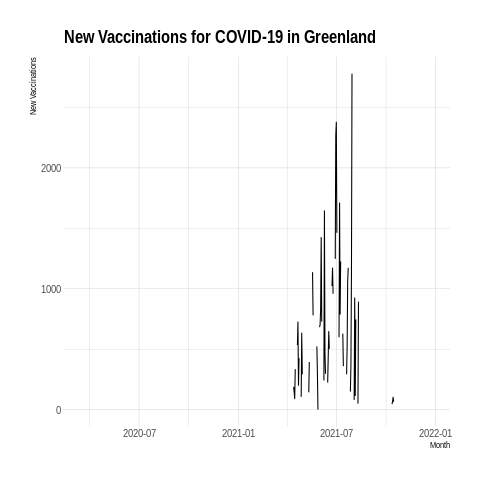 New Vaccinations for COVID-19 in Greenland
New Vaccinations
2000
1000
0
2020-07
2021-01
2021-07
2022-01
Month